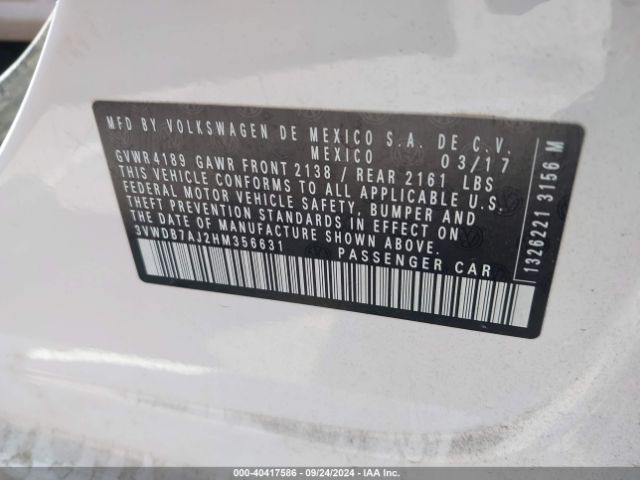 MFD BY VOLKSWAGEN DE MEXICO S.A. DE C.V.
MEXICO 03/17
GVWR4189 GAWR FRONT 2138 / REAR 2161 LBS
THIS VEHICLE CONFORMS TO ALL APPLICABLE U.S.
FEDERAL MOTOR VEHICLE SAFETY, BUMPER AND
THEFT PREVENTION STANDARDS IN EFFECT ON
THE DATE OF MANUFACTURE SHOWN ABOVE.
3VWDB7AJ2HM356631
PASSENGER CAR
1326221 3156 M
000-40417586 - 09/24/2024 - IAA Inc.